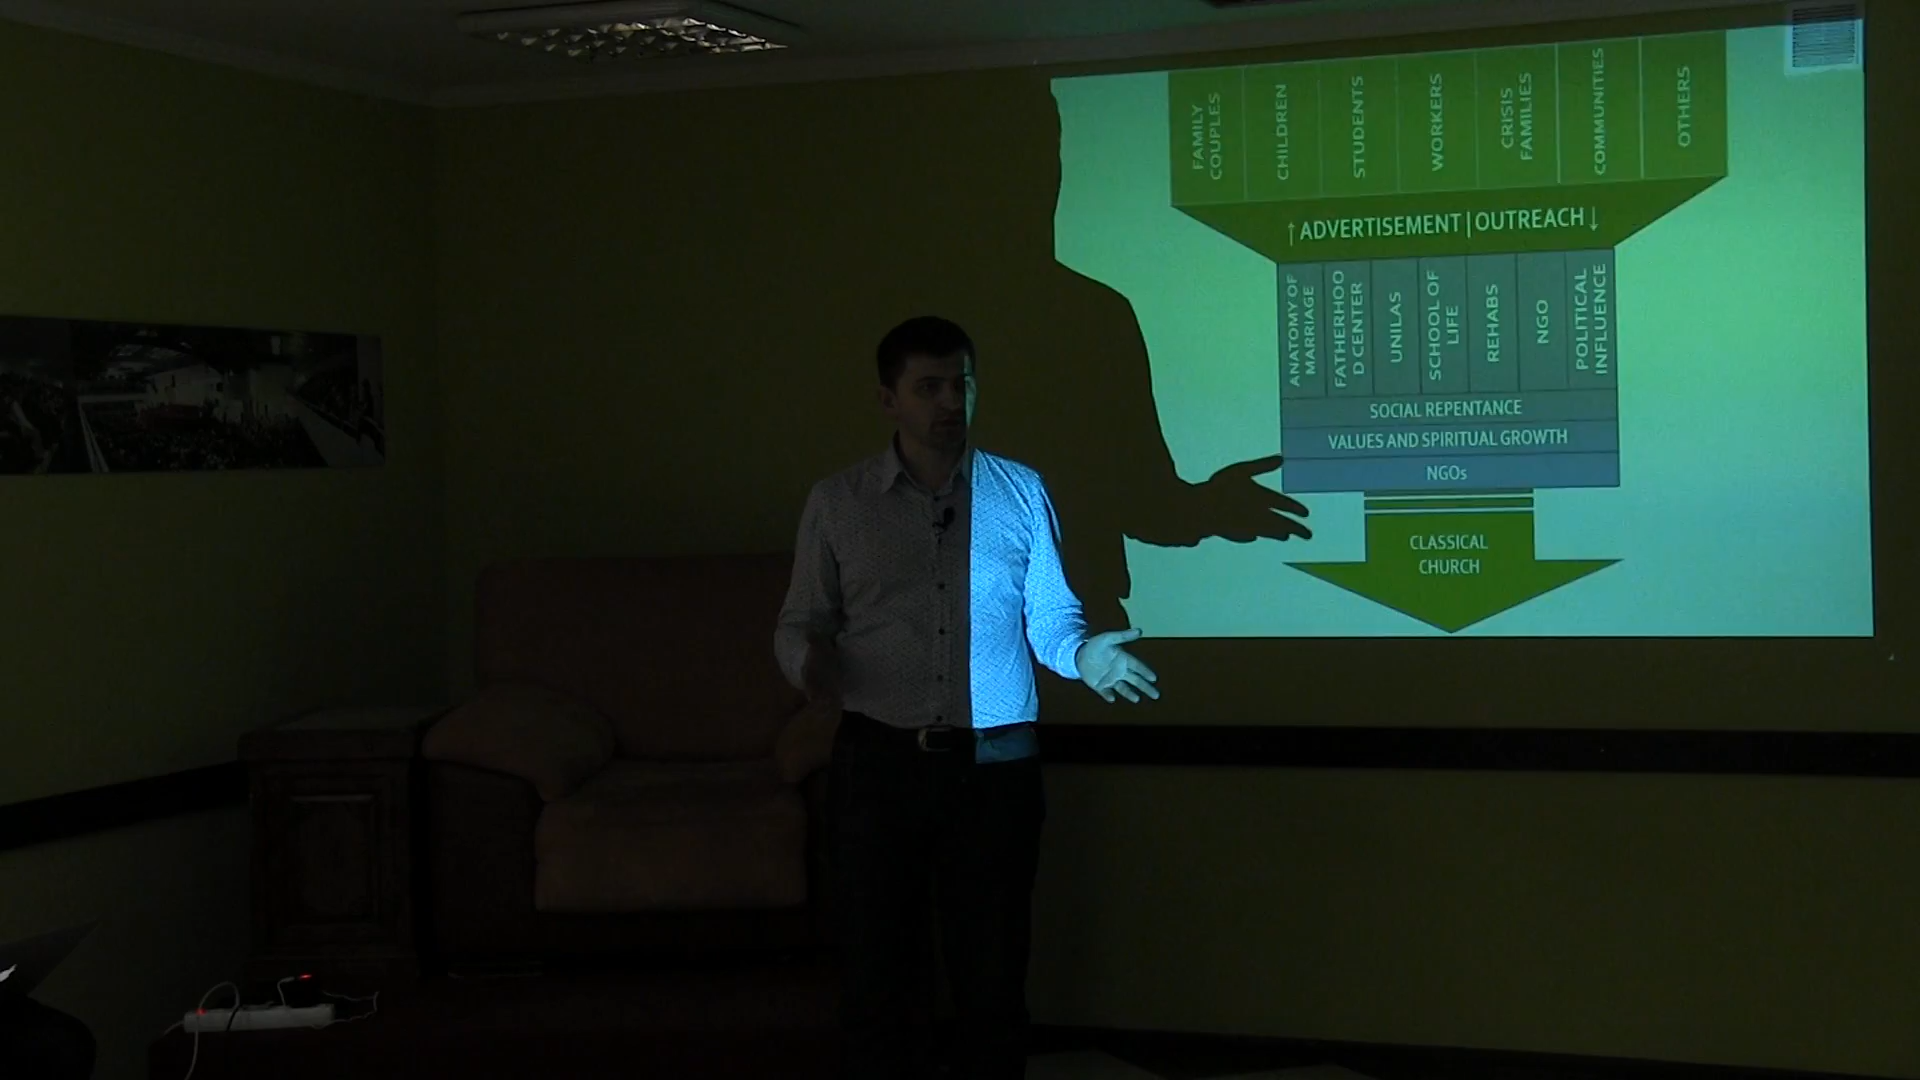 FAMILY
COUPLES
CHILDREN
STUDENTS
WORKERS
CRISIS
FAMILIES
COMMUNITIES
OTHERS
↑ ADVERTISEMENT | OUTREACH ↓
ANATOMY OF
MARRIAGE
FATHERHOO
D CENTER
UNILAS
SCHOOL OF
LIFE
REHABS
NGO
POLITICAL
INFLUENCE
SOCIAL REPENTANCE
VALUES AND SPIRITUAL GROWTH
NGOs
CLASSICAL
CHURCH